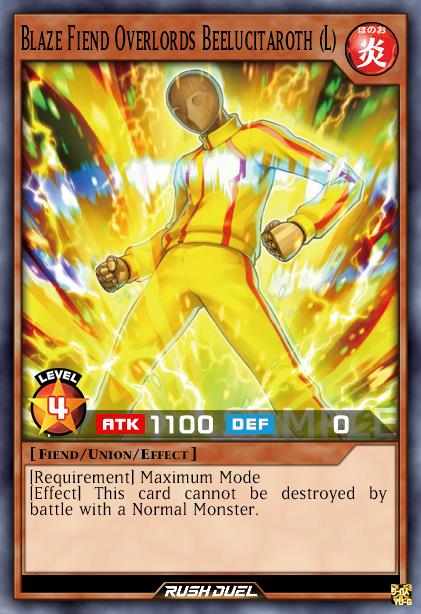 Blaze Fiend Overlords Beelucitaroth (L)
ほのお
炎
LEVEL
4
ATK 1100 DEF 0
[Fiend/Union/Effect]
[Requirement] Maximum Mode
[Effect] This card cannot be destroyed by
battle with a Normal Monster.
RUSH DUEL